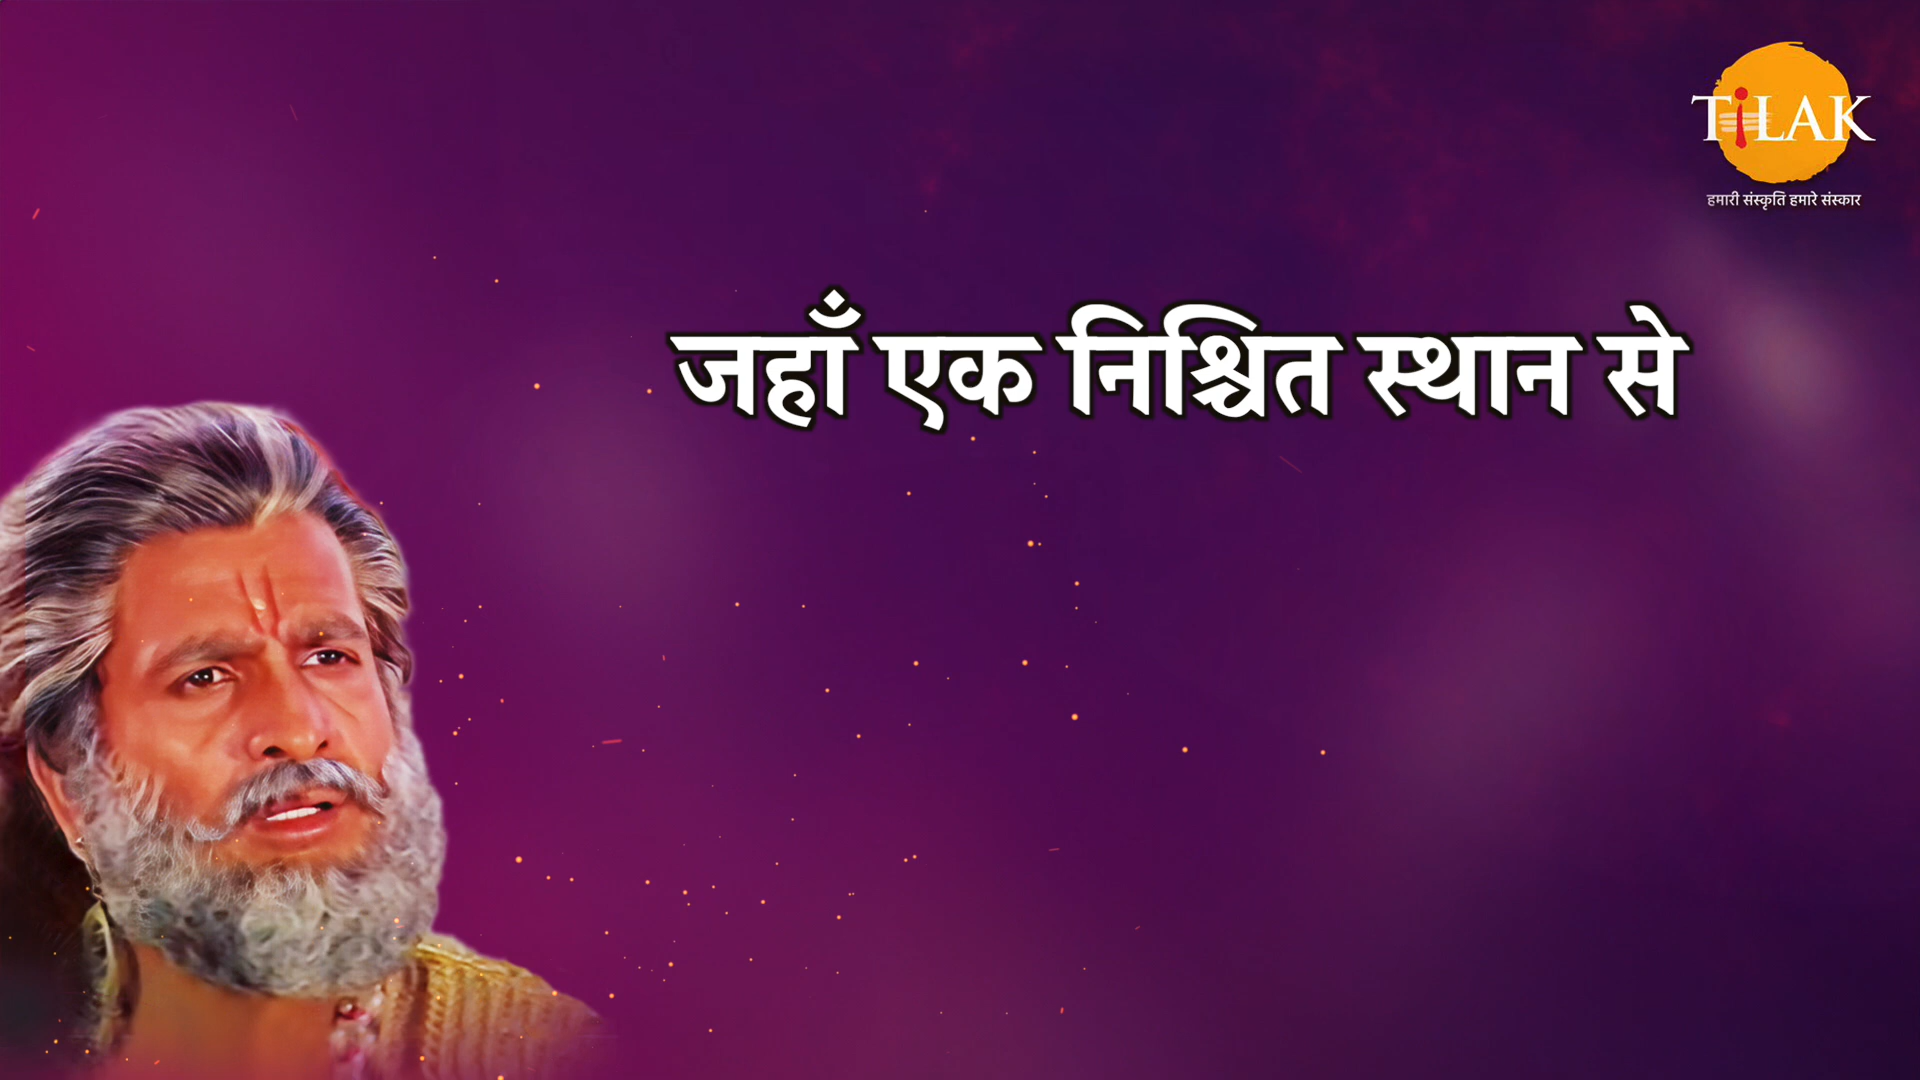 TiLAK
हमारी संस्कृति हमारे संस्कार
जहाँ एक निश्चित स्थान से